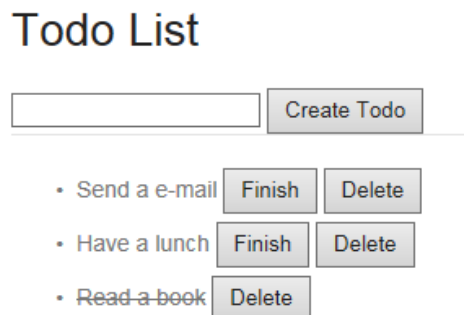 Todo List
Create Todo
• Send a e-mail Finish Delete
• Have a lunch Finish Delete
• Read a book Delete